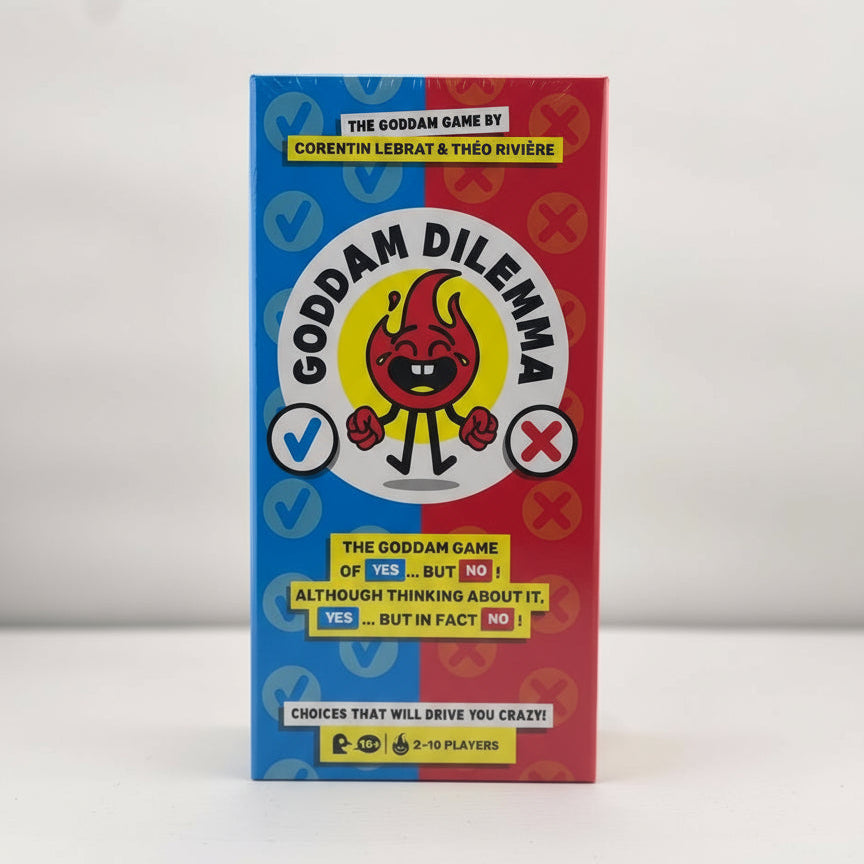 THE GODDAM GAME BY
CORENTIN LEBRAT & THÉO RIVIÈRE
GODDAM DILEMMA
THE GODDAM GAME
OF YES ... BUT NO !
ALTHOUGH THINKING ABOUT IT,
YES ... BUT IN FACT NO !
CHOICES THAT WILL DRIVE YOU CRAZY!
16+ 2-10 PLAYERS